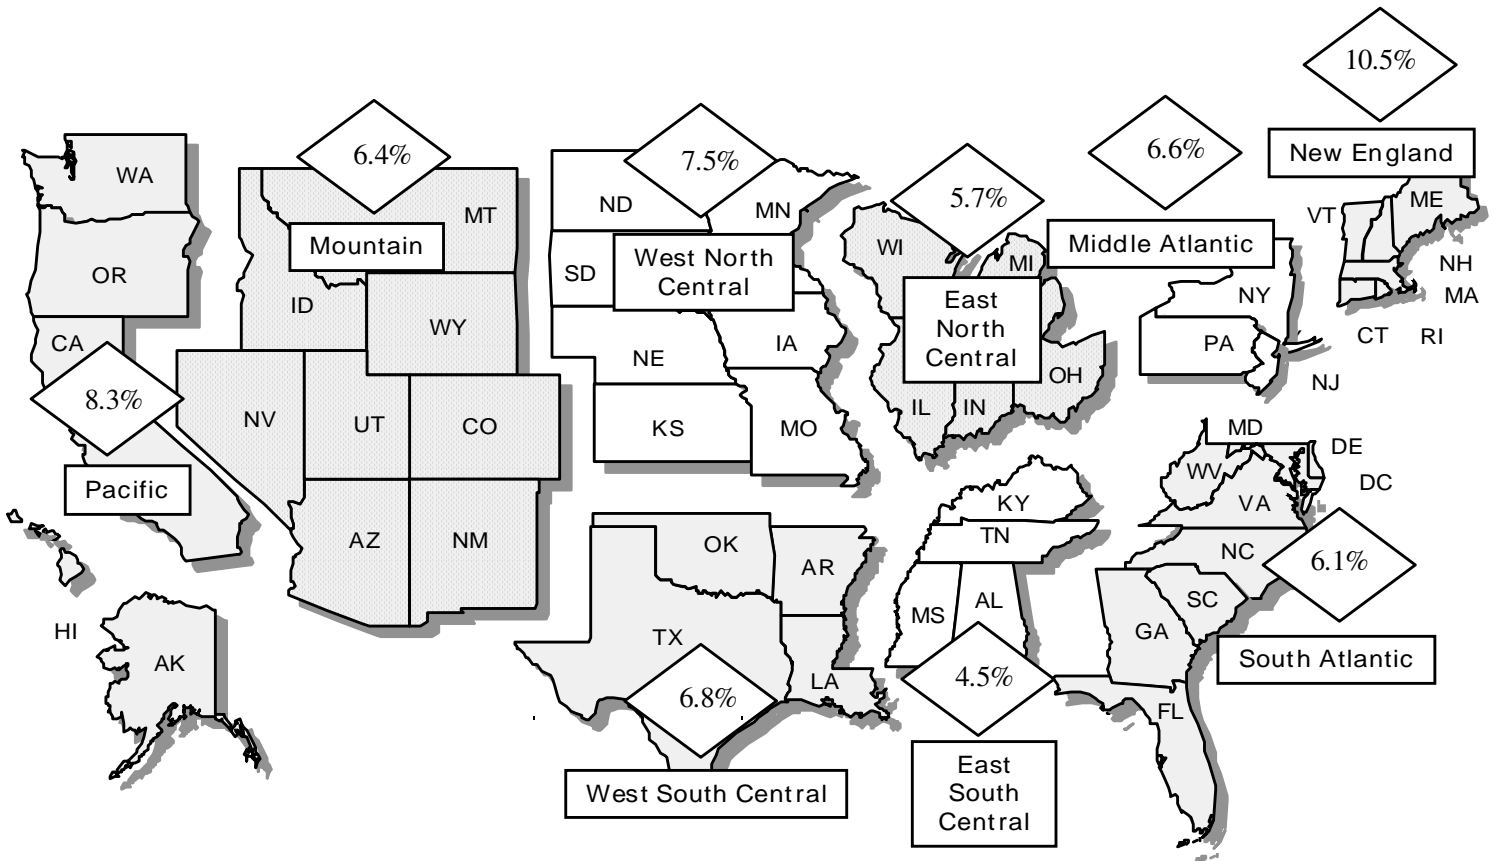 10.5%
New England
6.6%
Middle Atlantic
6.4%
Mountain
7.5%
West North
Central
5.7%
East
North
Central
8.3%
Pacific
6.1%
South Atlantic
6.8%
West South Central
4.5%
East
South
Central
WA
OR
CA
HI
AK
MT
ID
WY
NV
UT
CO
AZ
NM
ND
MN
SD
NE
IA
KS
MO
WI
MI
IL
IN
OH
NY
PA
NJ
VT
ME
NH
MA
CT
RI
MD
DE
DC
WV
VA
NC
SC
GA
FL
KY
TN
MS
AL
OK
AR
TX
LA